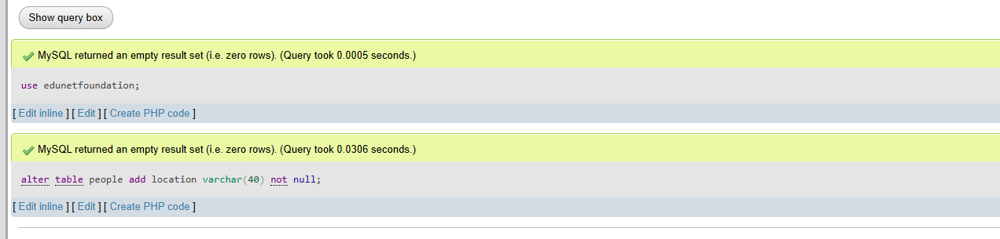 Show query box
MySQL returned an empty result set (i.e. zero rows). (Query took 0.0005 seconds.)
use edunetfoundation;
[ Edit inline ] [ Edit ] [ Create PHP code ]
MySQL returned an empty result set (i.e. zero rows). (Query took 0.0306 seconds.)
alter table people add location varchar(40) not null;
[ Edit inline ] [ Edit ] [ Create PHP code ]